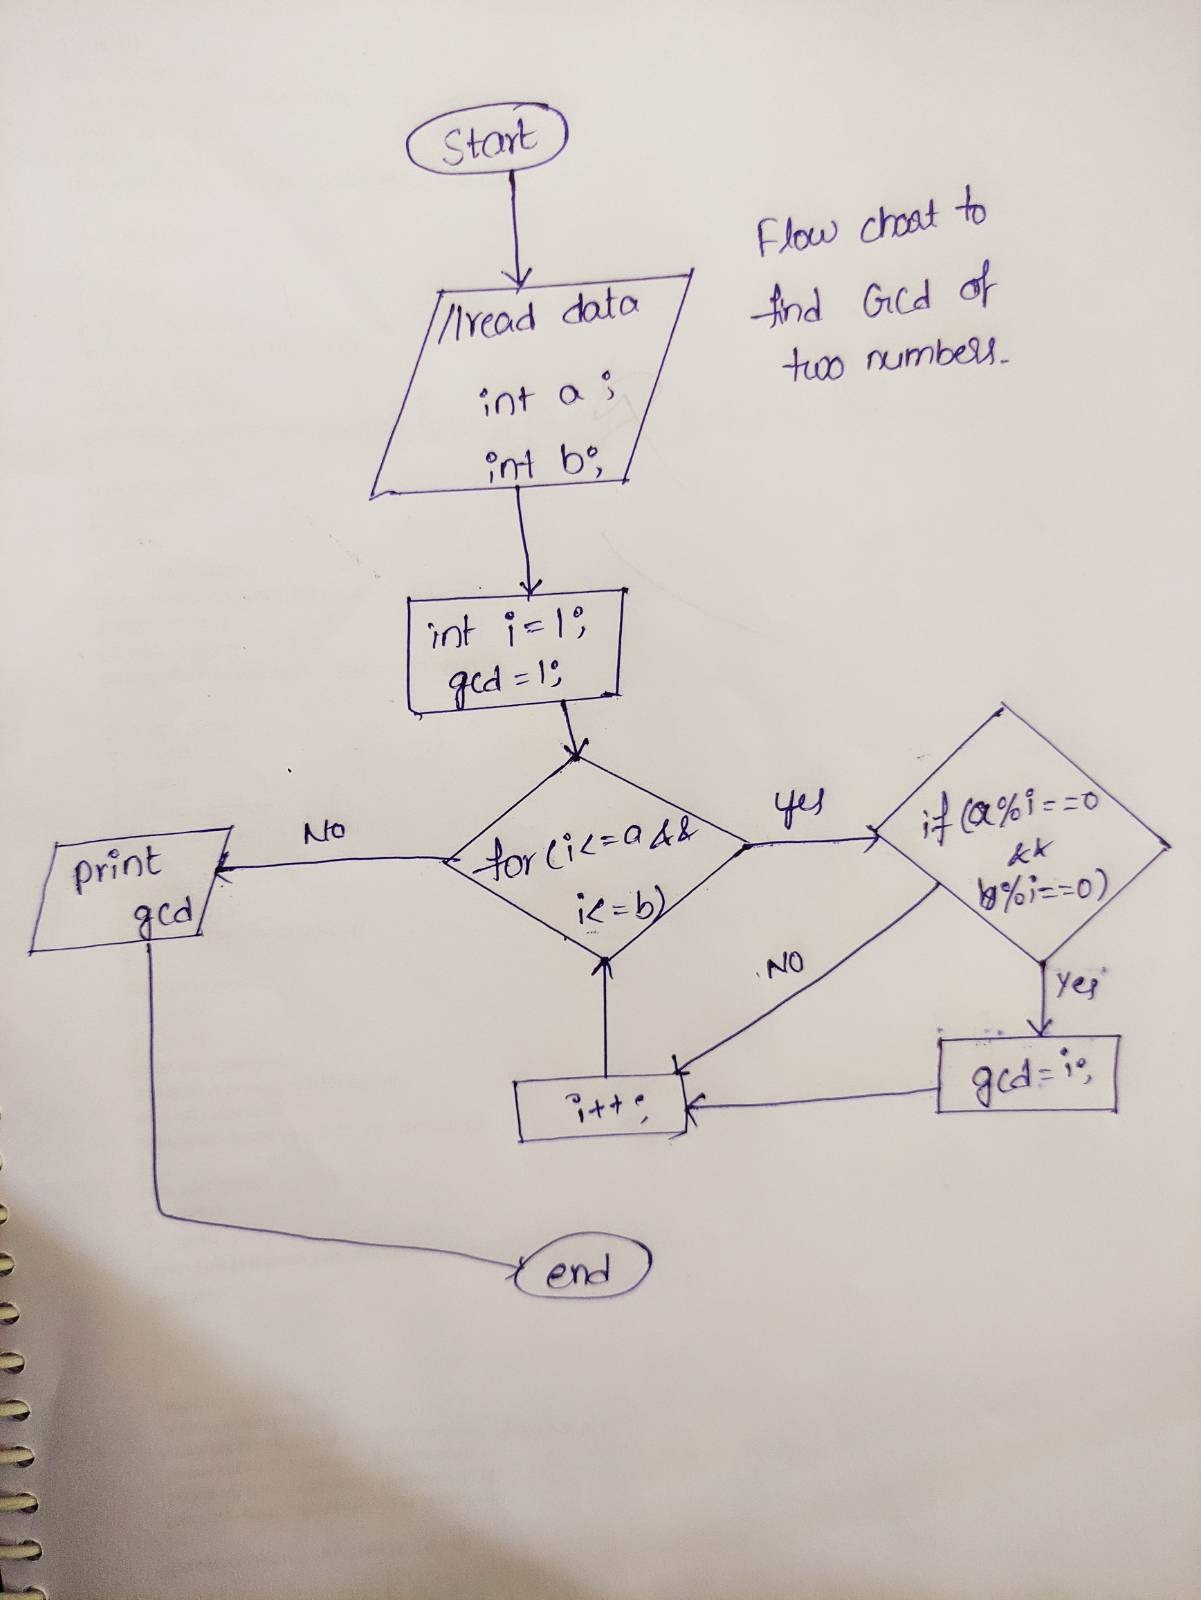 Start
Flow chart to
find Gcd of
two numbers.
//read data
int a;
int b;
int i=1;
gcd=1;
for(i<=a &&
i<=b)
yes
if (a%i==0
&&
b%i==0)
NO
print
gcd
NO
Yes
gcd=i;
i++;
end